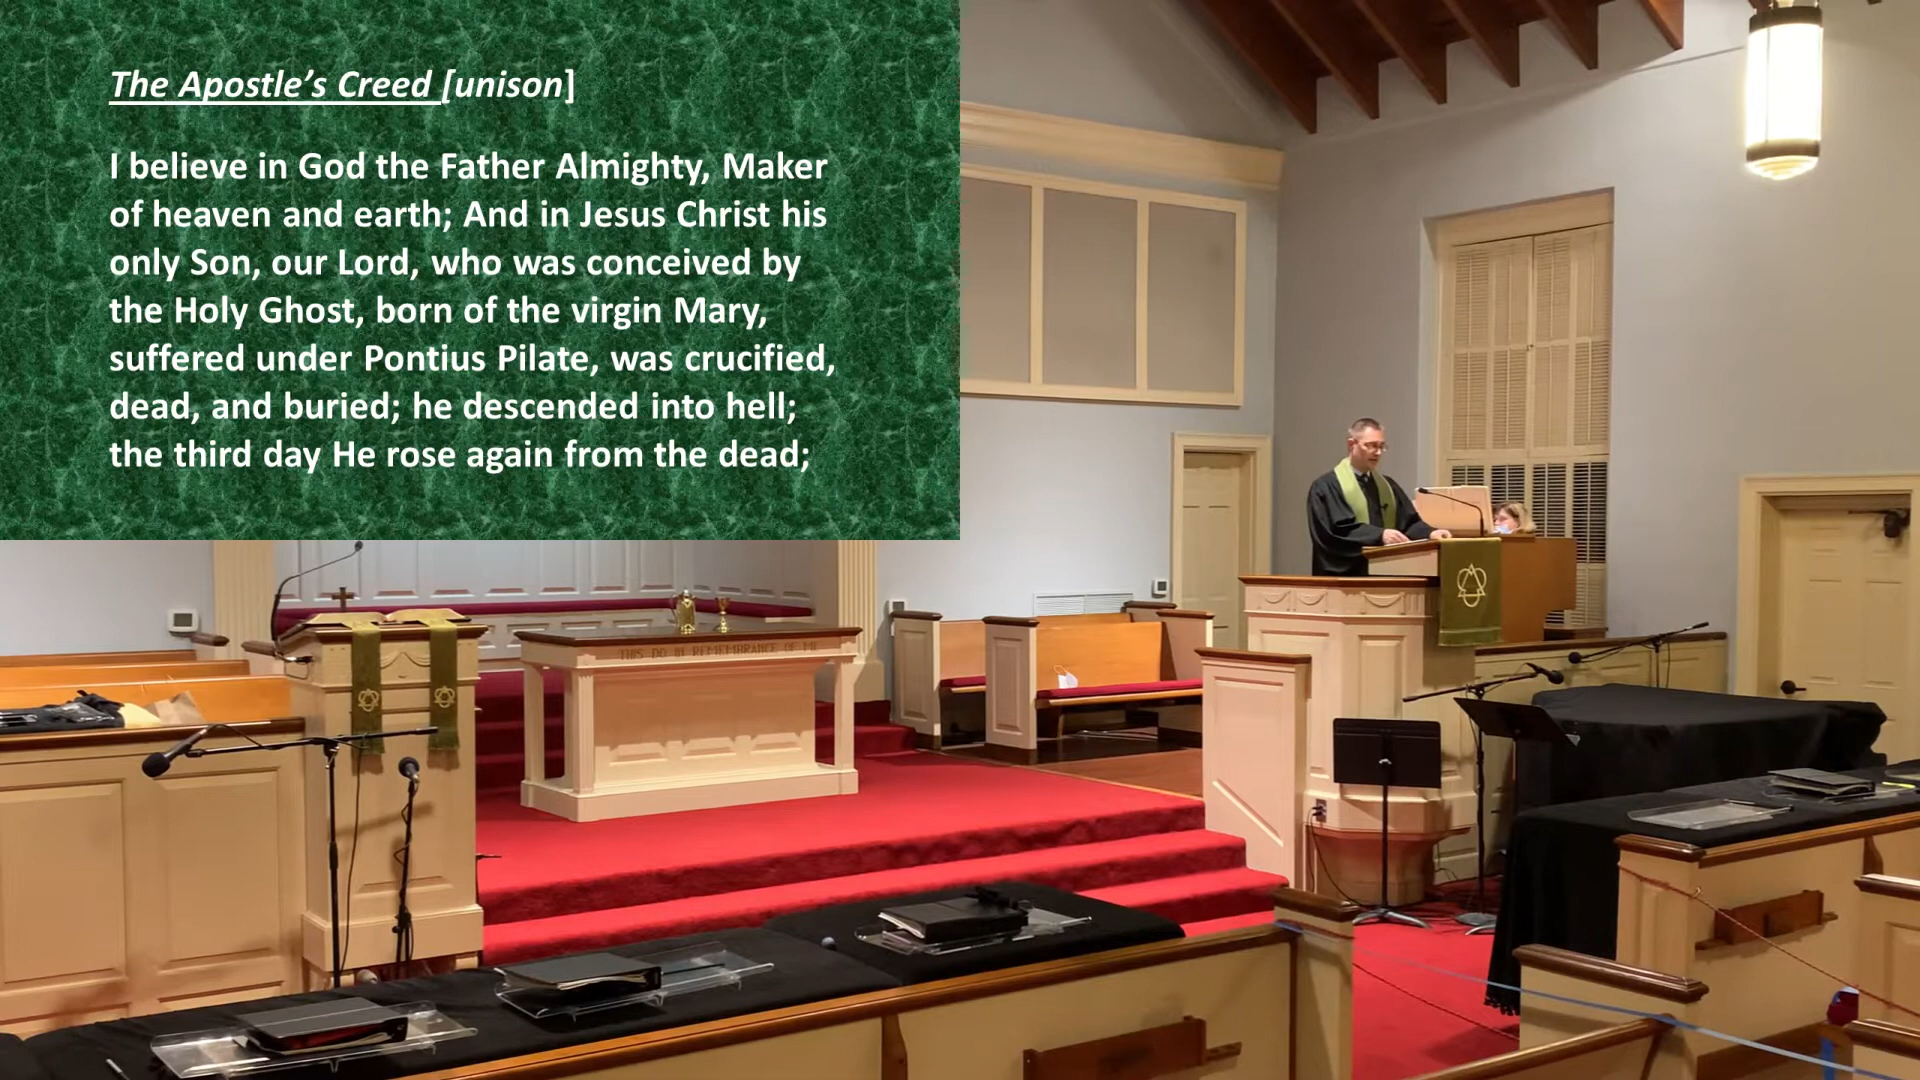 The Apostle’s Creed [unison]
I believe in God the Father Almighty, Maker
of heaven and earth; And in Jesus Christ his
only Son, our Lord, who was conceived by
the Holy Ghost, born of the virgin Mary,
suffered under Pontius Pilate, was crucified,
dead, and buried; he descended into hell;
the third day He rose again from the dead;
THIS DO IN REMEMBRANCE OF ME